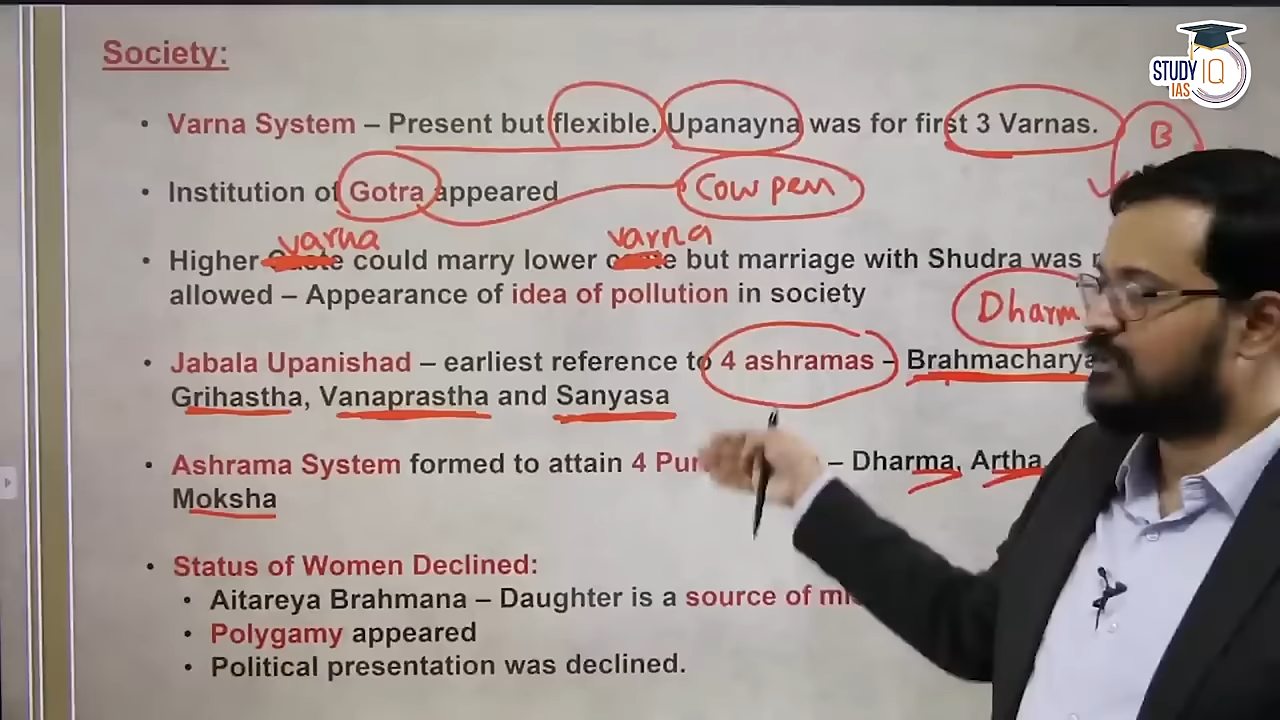 STUDY IQ
IAS
Society:
• Varna System – Present but flexible. Upanayna was for first 3 Varnas.
B
• Institution of Gotra appeared
Cow pen
varna varna
• Higher could marry lower but marriage with Shudra was
allowed – Appearance of idea of pollution in society
Dharm
• Jabala Upanishad – earliest reference to 4 ashramas – Brahmacharya
Grihastha, Vanaprastha and Sanyasa
• Ashrama System formed to attain 4 – Dharma, Artha
Moksha
• Status of Women Declined:
• Aitareya Brahmana – Daughter is a source of
• Polygamy appeared
• Political presentation was declined.